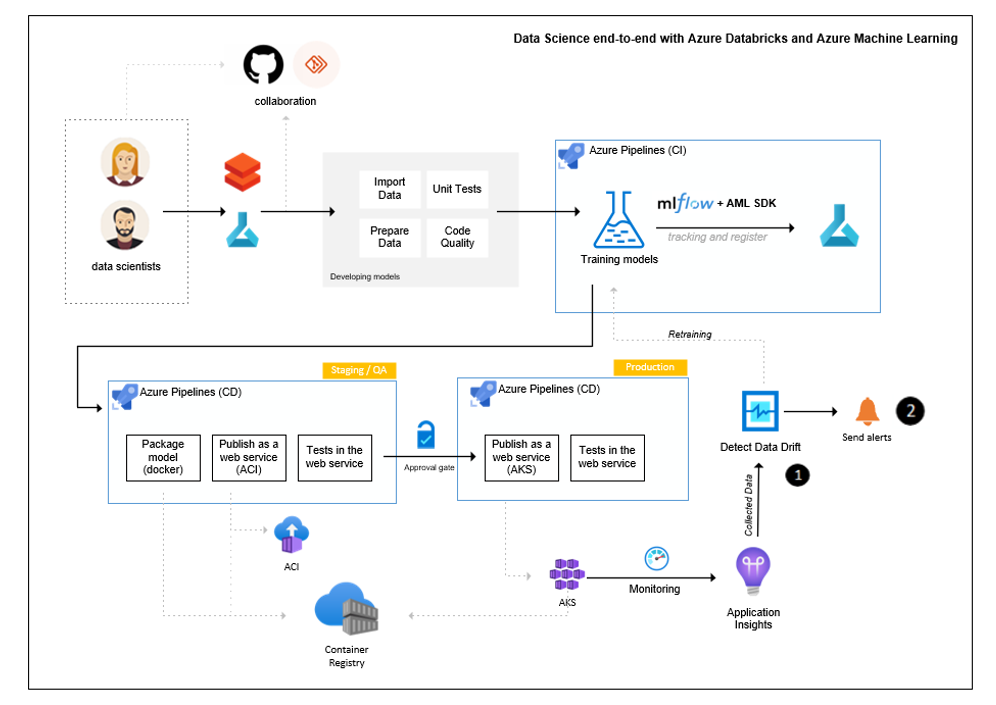 Data Science end-to-end with Azure Databricks and Azure Machine Learning
collaboration
data scientists
Import
Data
Unit Tests
Prepare
Data
Code
Quality
Developing models
Azure Pipelines (CI)
mlflow + AML SDK
tracking and register
Training models
Retraining
Staging / QA
Azure Pipelines (CD)
Package
model
(docker)
Publish as a
web service
(ACI)
Tests in the
web service
Approval gate
Production
Azure Pipelines (CD)
Publish as a
web service
(AKS)
Tests in the
web service
Detect Data Drift
1
Send alerts
2
Collected Data
ACI
AKS
Monitoring
Application
Insights
Container
Registry